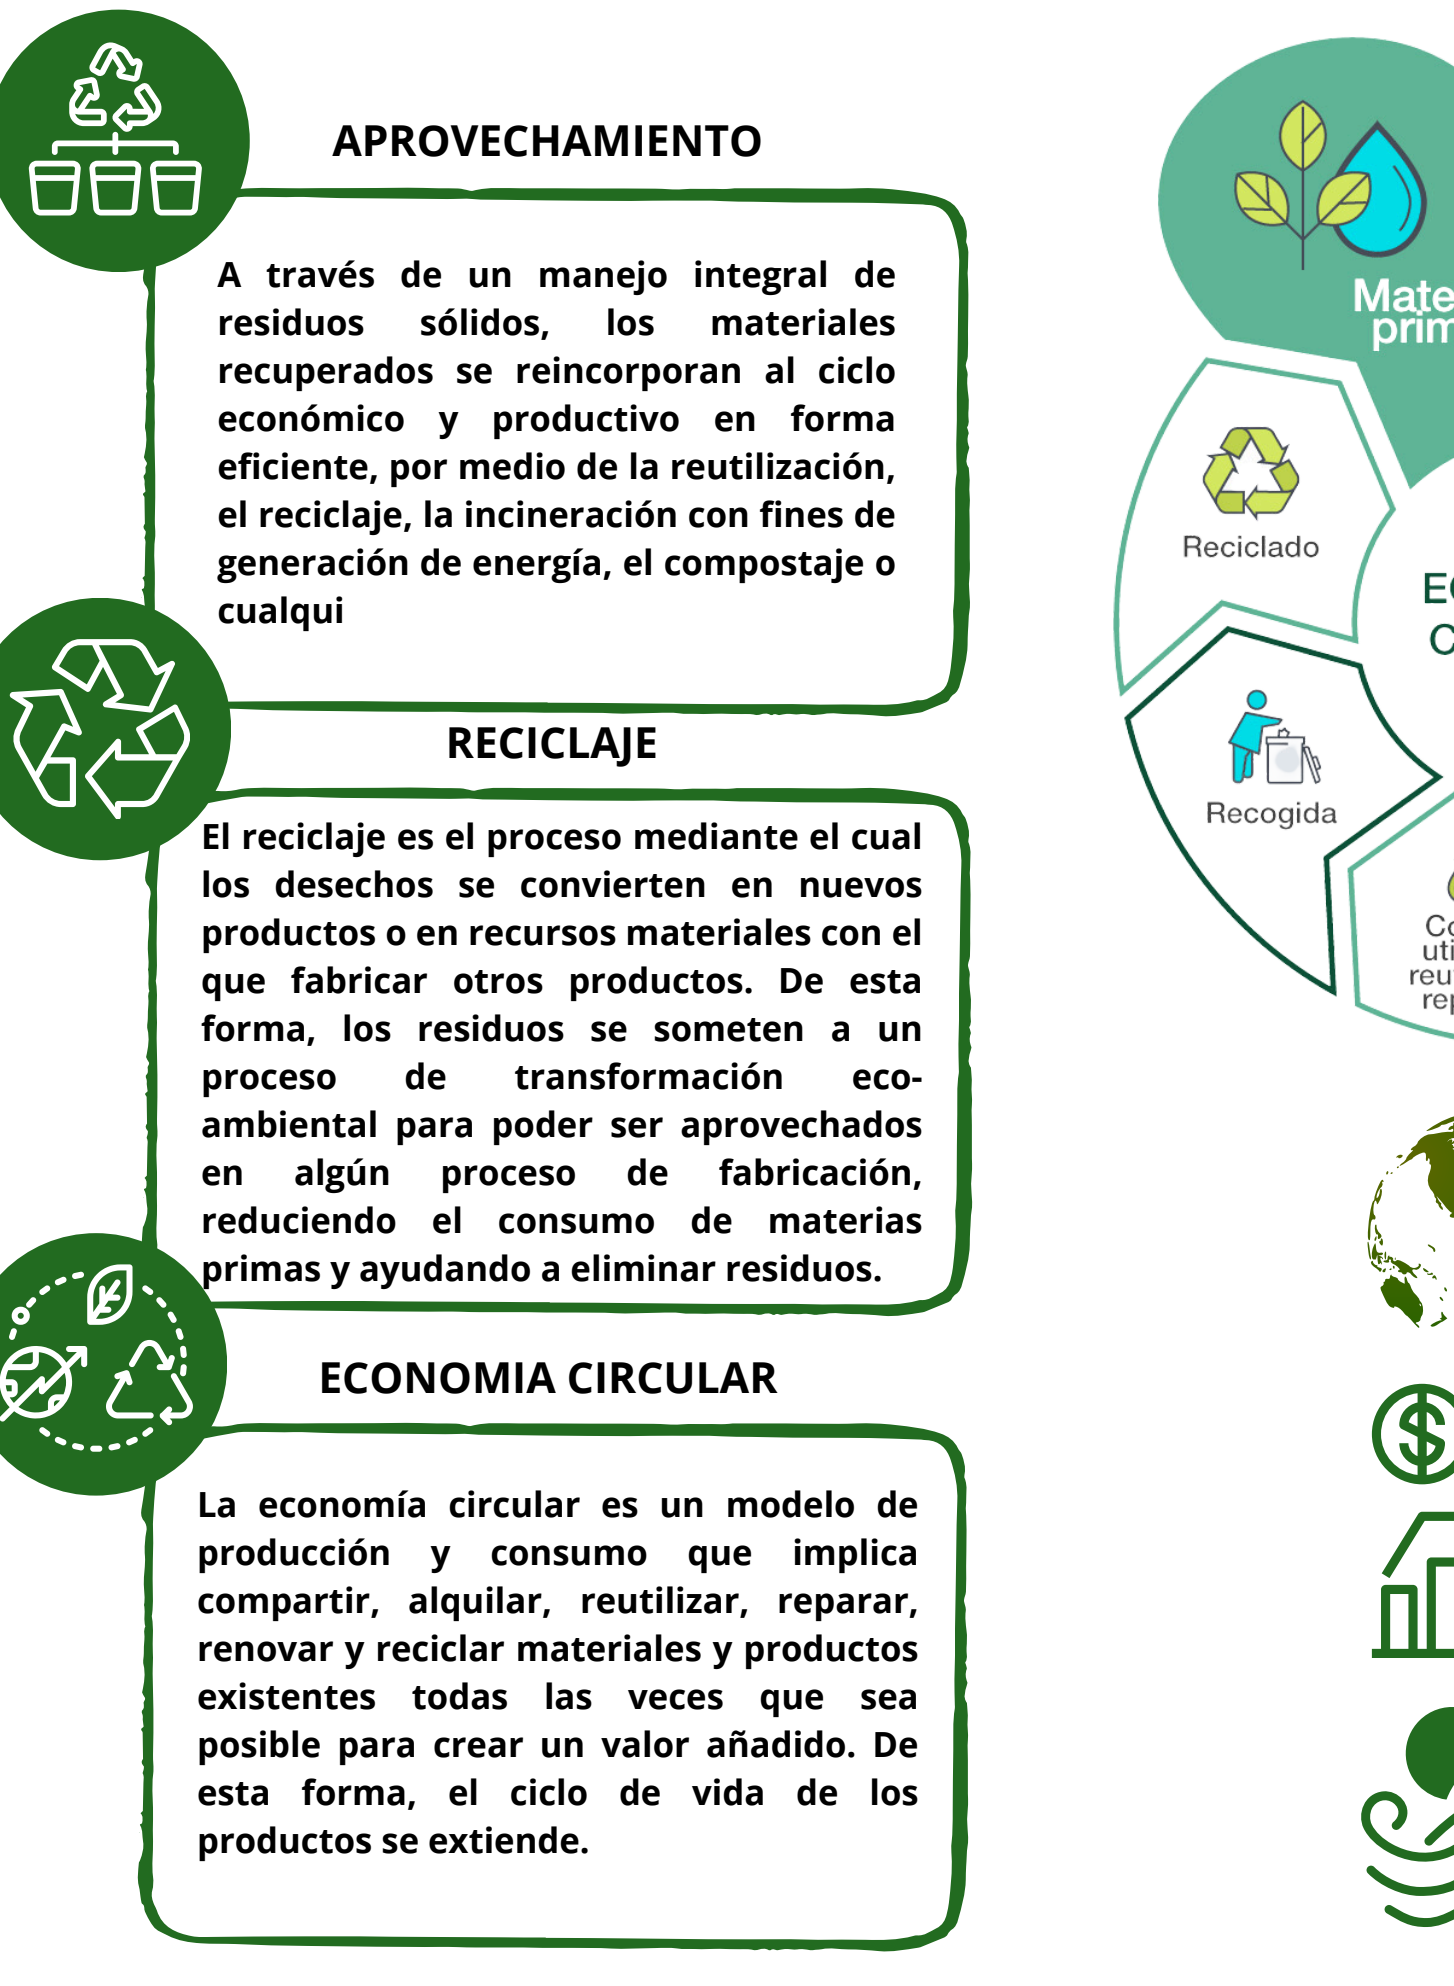 APROVECHAMIENTO
A través de un manejo integral de
residuos sólidos, los materiales
recuperados se reincorporan al ciclo
económico y productivo en forma
eficiente, por medio de la reutilización,
el reciclaje, la incineración con fines de
generación de energía, el compostaje o
cualqui
RECICLAJE
El reciclaje es el proceso mediante el cual
los desechos se convierten en nuevos
productos o en recursos materiales con el
que fabricar otros productos. De esta
forma, los residuos se someten a un
proceso de transformación eco-
ambiental para poder ser aprovechados
en algún proceso de fabricación,
reduciendo el consumo de materias
primas y ayudando a eliminar residuos.
ECONOMIA CIRCULAR
La economía circular es un modelo de
producción y consumo que implica
compartir, alquilar, reutilizar, reparar,
renovar y reciclar materiales y productos
existentes todas las veces que sea
posible para crear un valor añadido. De
esta forma, el ciclo de vida de los
productos se extiende.
Reciclado
Recogida